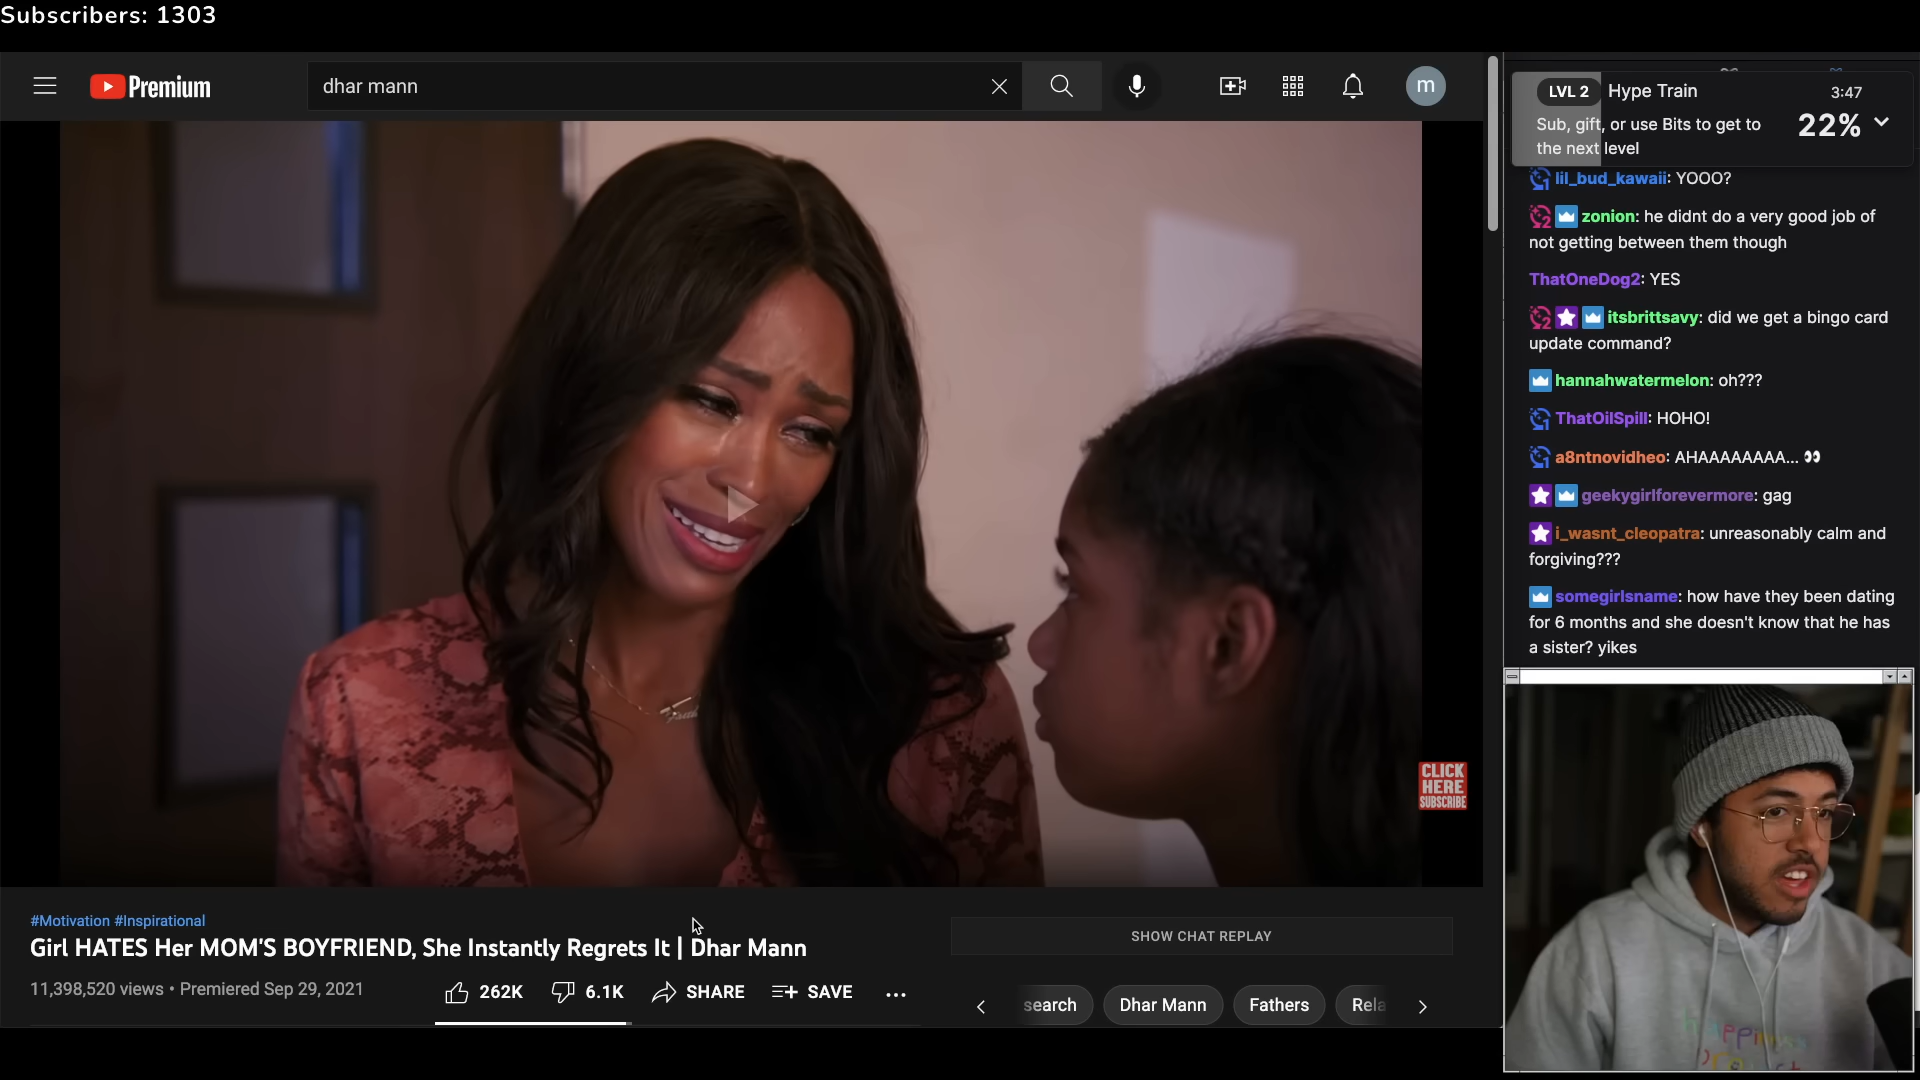 Subscribers: 1303
Premium
dhar mann
m
LVL 2 Hype Train 3:47
Sub, gift, or use Bits to get to
the next level
22%
lil_bud_kawaii: YOOO?
zonion: he didnt do a very good job of
not getting between them though
ThatOneDog2: YES
itsbrittsavy: did we get a bingo card
update command?
hannahwatermelon: oh???
ThatOilSpill: HOHO!
a8ntnovidheo: AHAAAAAAAA...
geekygirlforevermore: gag
i_wasnt_cleopatra: unreasonably calm and
forgiving???
somegirlsname: how have they been dating
for 6 months and she doesn't know that he has
a sister? yikes
CLICK
HERE
SUBSCRIBE
#Motivation #Inspirational
Girl HATES Her MOM'S BOYFRIEND, She Instantly Regrets It | Dhar Mann
11,398,520 views • Premiered Sep 29, 2021
262K 6.1K SHARE SAVE
SHOW CHAT REPLAY
search Dhar Mann Fathers Rela